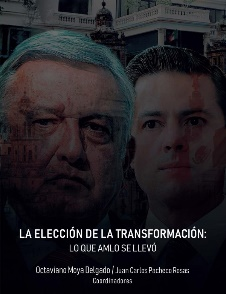 LA ELECCIÓN DE LA TRANSFORMACIÓN:
LO QUE AMLO SE LLEVÓ
Octaviano Moya Delgado / Juan Carlos Pacheco Rosas
Coordinadores